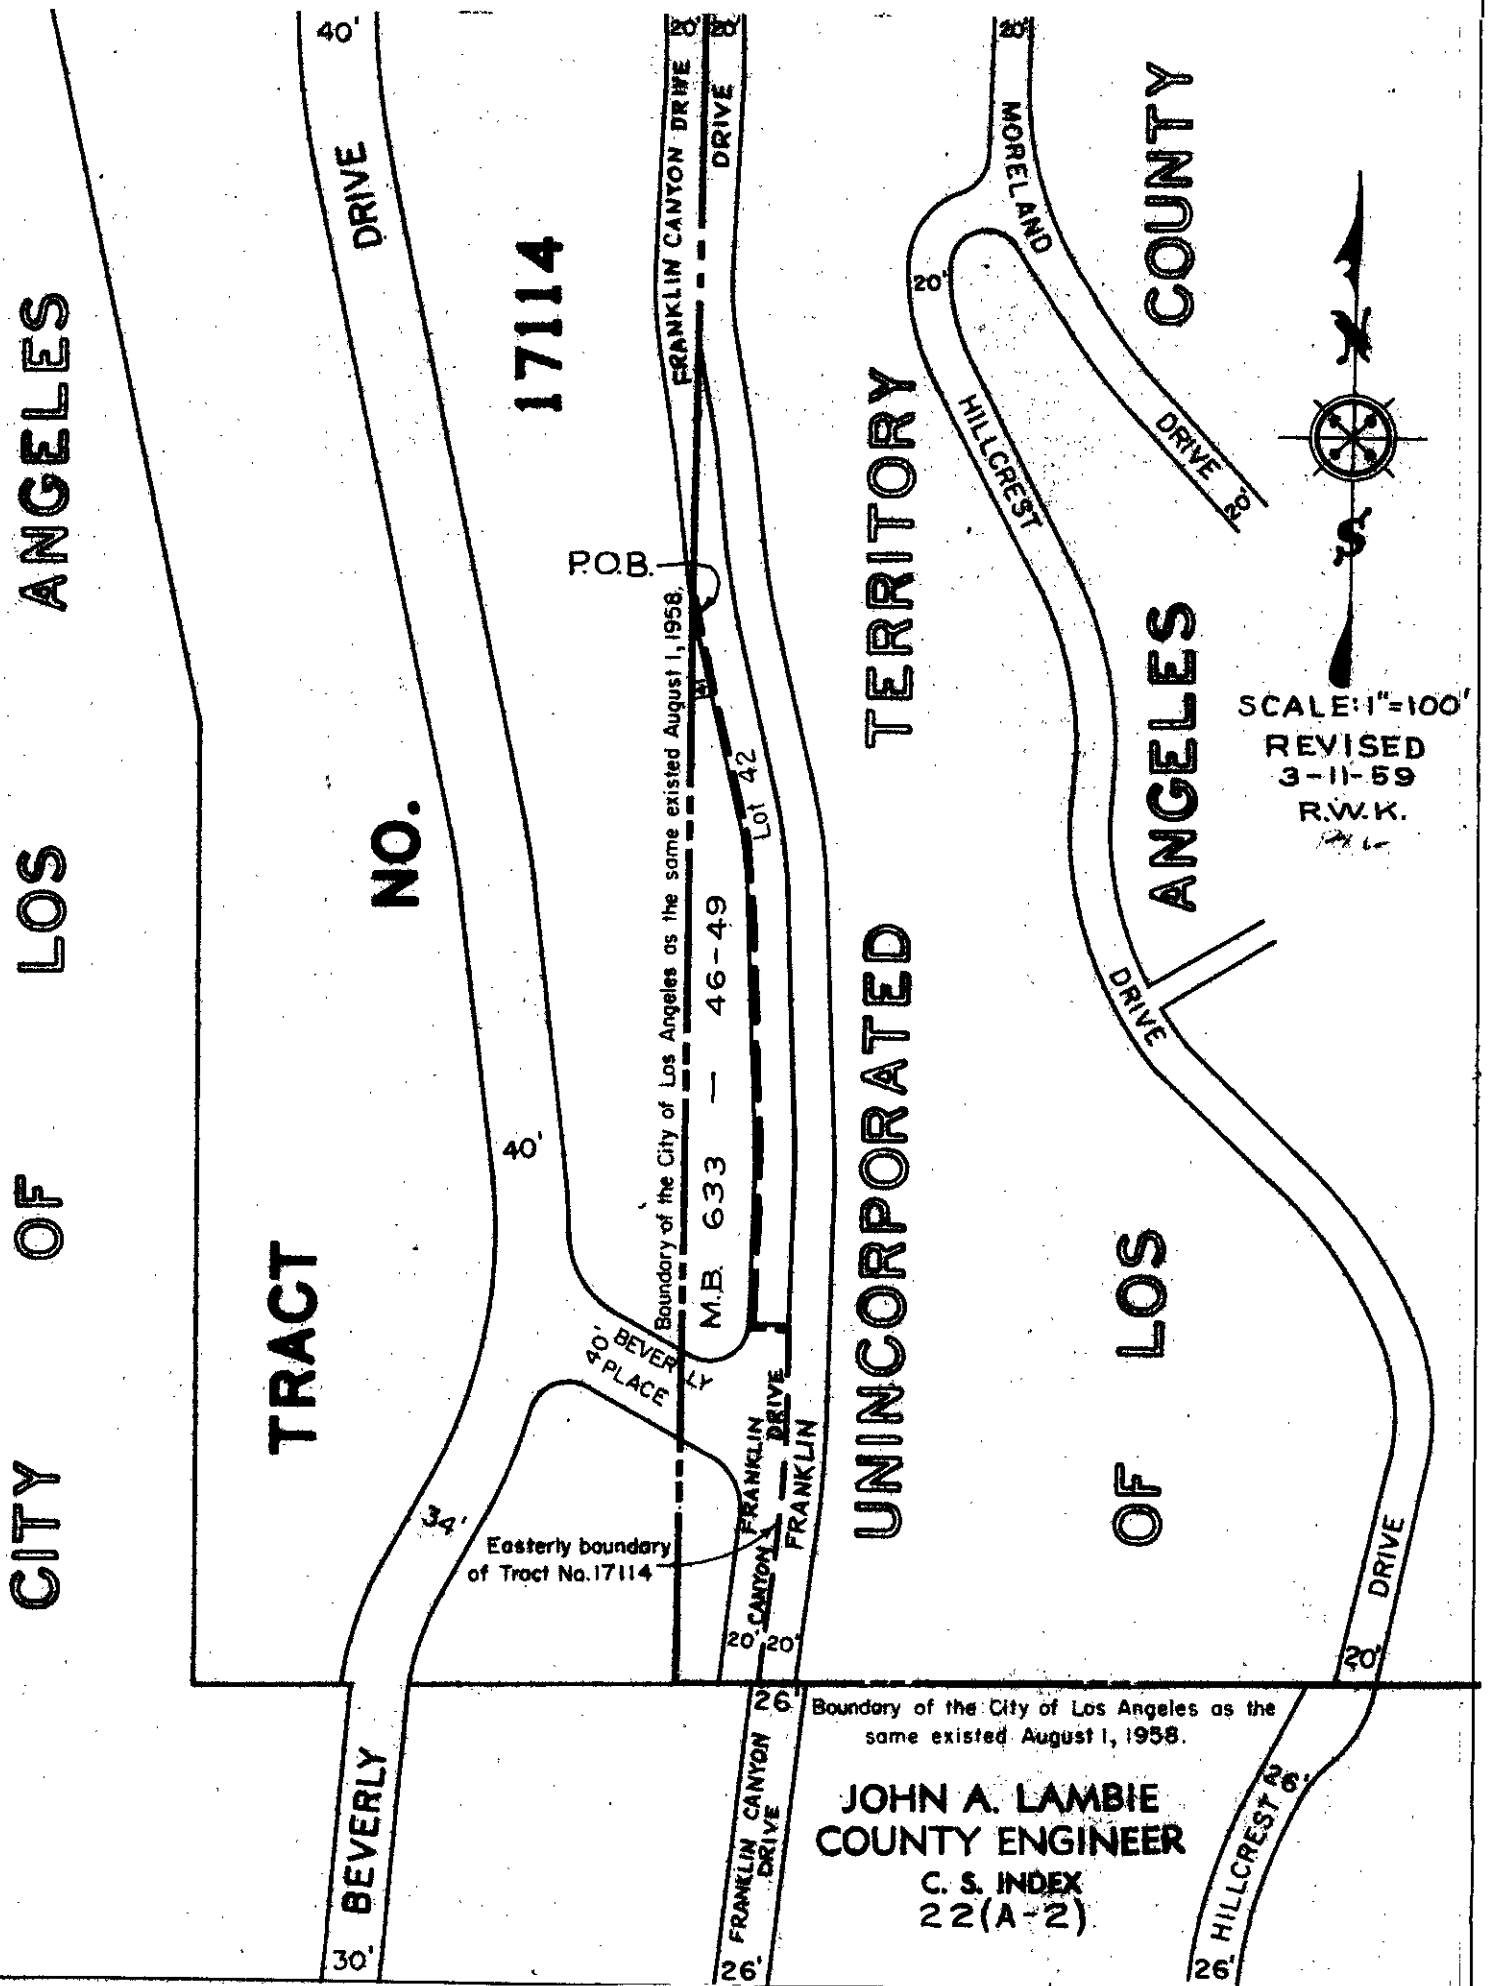 40'
20' 20'
20'
DRIVE
FRANKLIN CANYON DRIVE
DRIVE
MORELAND
DRIVE
20'
20'
HILLCREST
DRIVE
CITY OF LOS ANGELES
TRACT NO. 17114
UNINCORPORATED TERRITORY
OF LOS ANGELES COUNTY
N
S
SCALE: 1"=100'
REVISED
3-11-59
R.W.K.
P.O.B.
Boundary of the City of Los Angeles as the same existed August 1, 1958.
41
Lot 42
M.B. 633 — 46-49
40'
40'
BEVERLY
PLACE
34'
Easterly boundary
of Tract No. 17114
FRANKLIN
CANYON
DRIVE
FRANKLIN
20' 20'
DRIVE
20'
26'
Boundary of the City of Los Angeles as the
same existed August 1, 1958.
JOHN A. LAMBIE
COUNTY ENGINEER
C. S. INDEX
22(A-2)
BEVERLY
30'
FRANKLIN CANYON
DRIVE
26'
26'
HILLCREST
26'